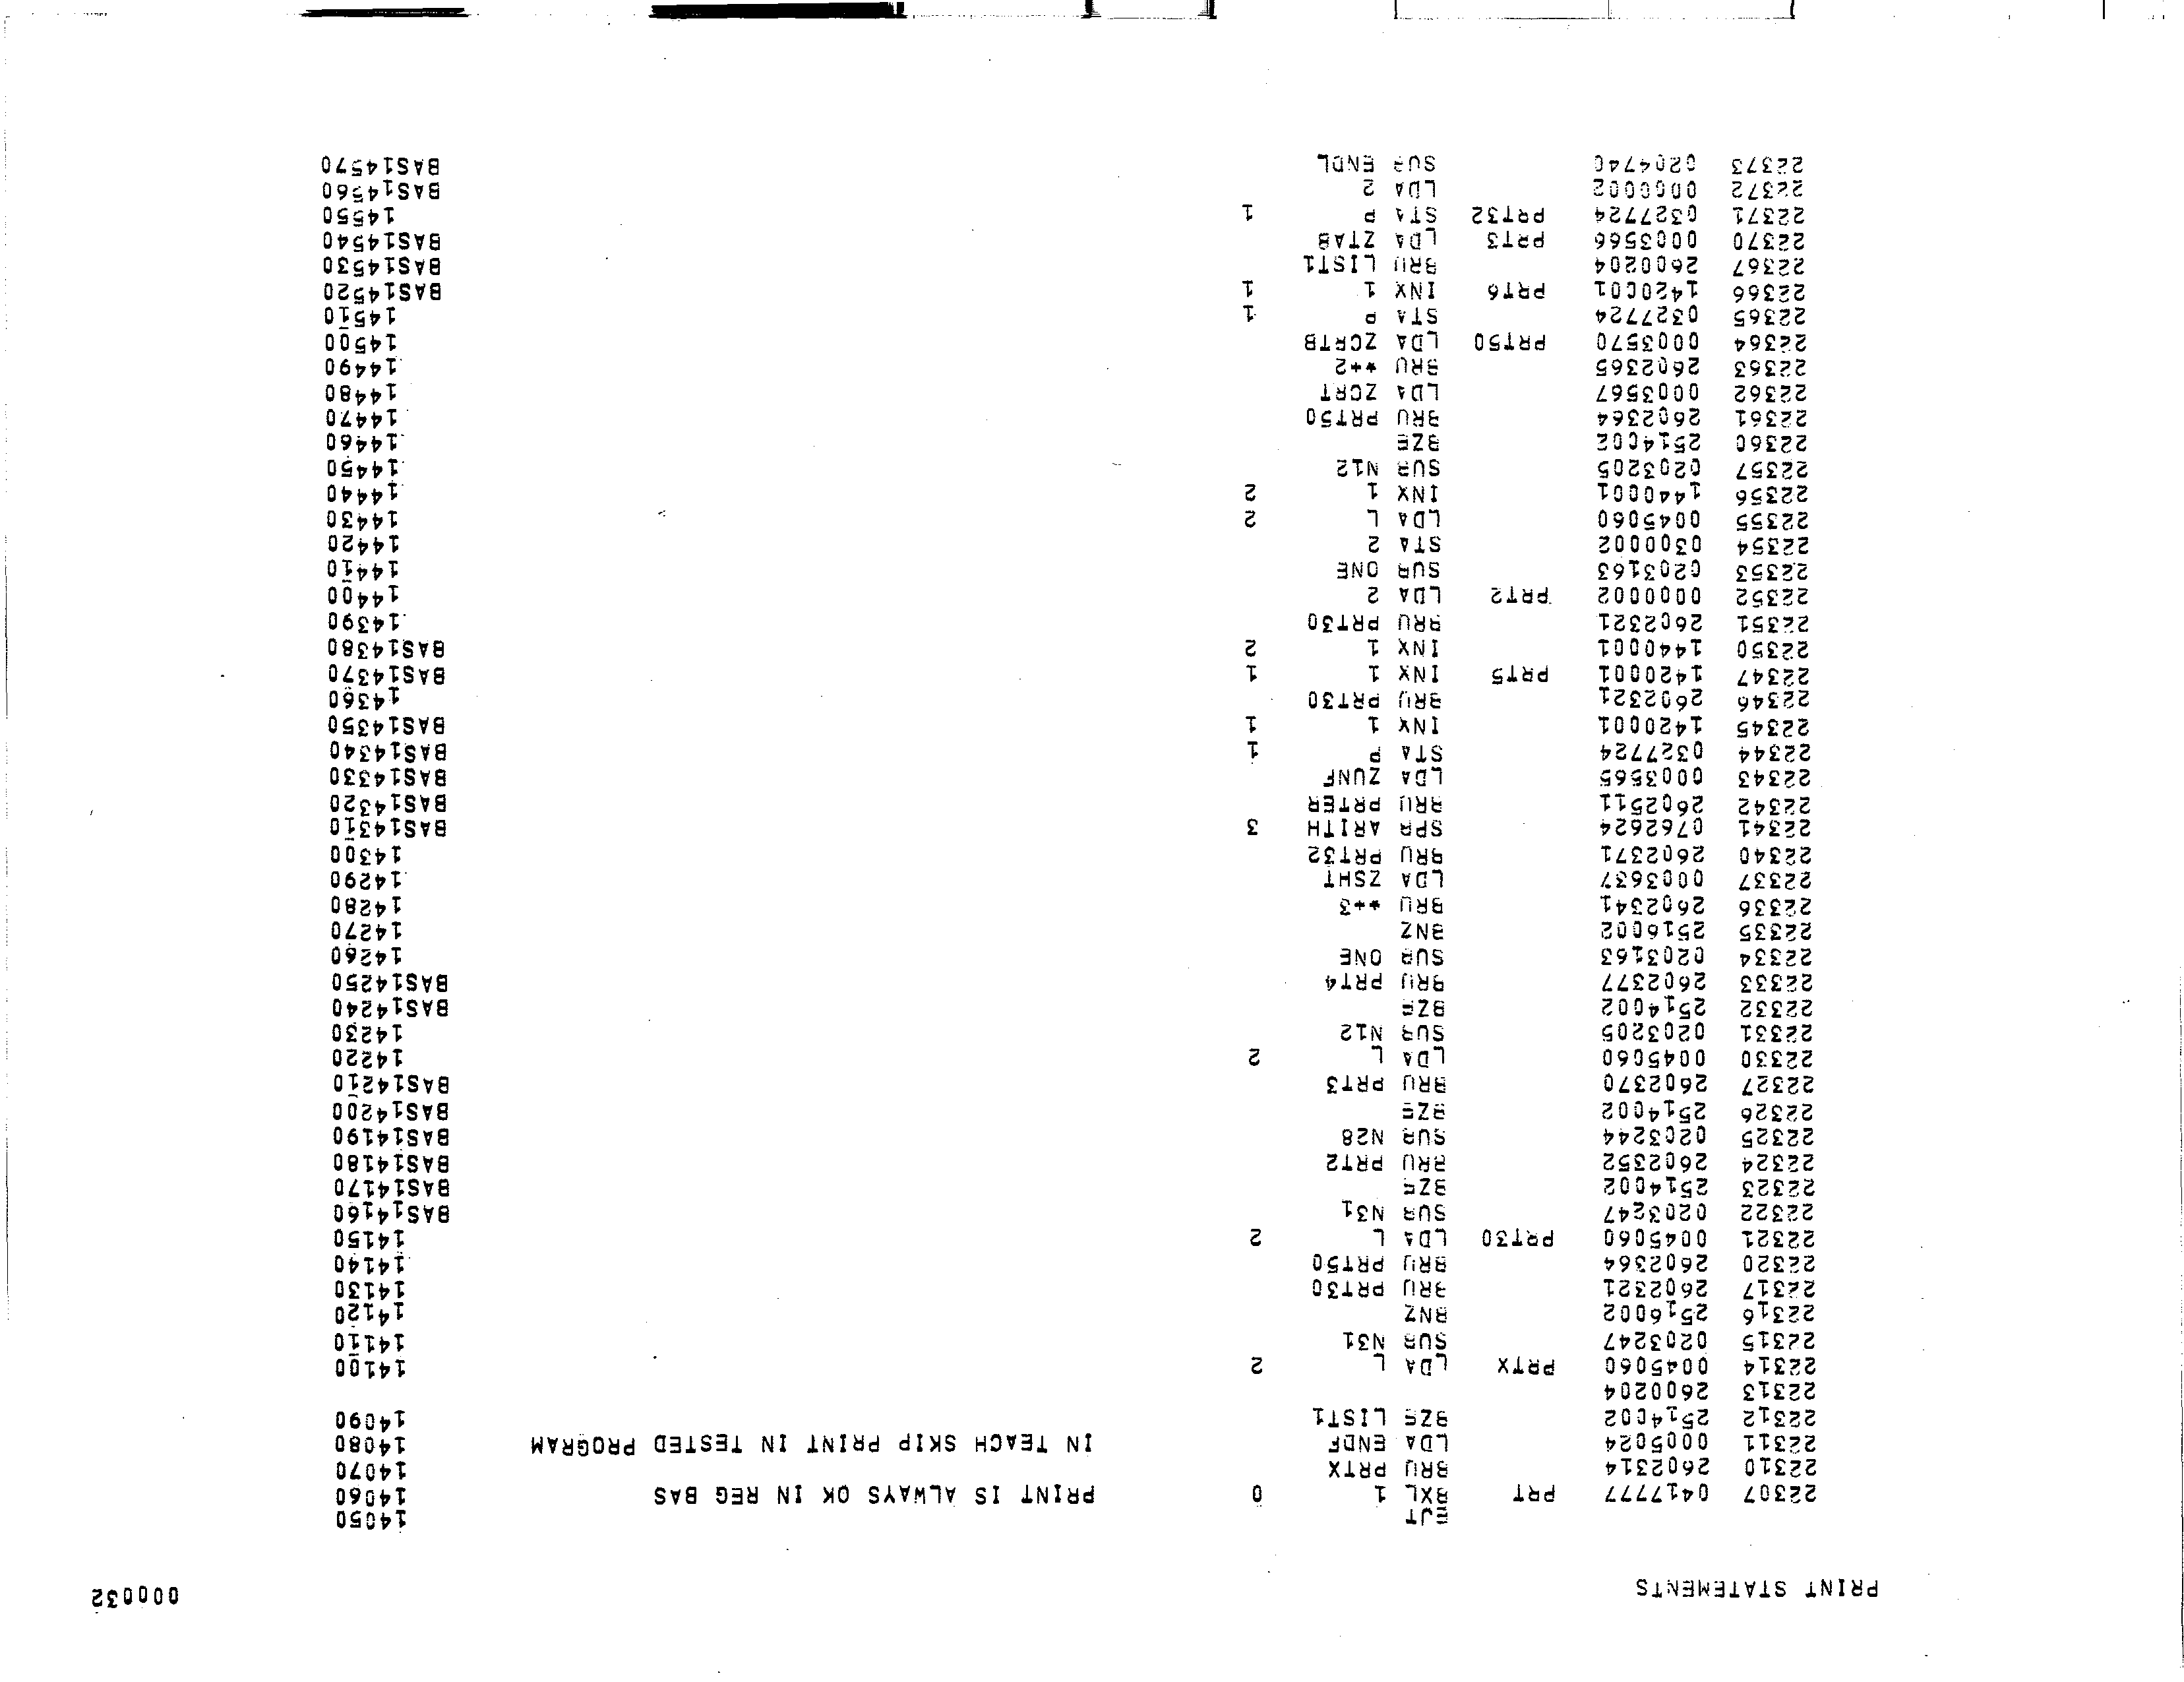 PRINT STATEMENTS 000032
EJT 14050
22307 0417777 PRT BXL 1 0 PRINT IS ALWAYS OK IN REG BAS 14060
22310 2602314 BRU PRTX 14070
22311 0005024 LDA ENDF IN TEACH SKIP PRINT IN TESTED PROGRAM 14080
22312 2514002 BZE LIST1 14090
22313 2600204
22314 0045060 PRTX LDA L 2 14100
22315 0203247 SUB N31 14110
22316 2516002 BNZ 14120
22317 2602321 BRU PRT30 14130
22320 2602364 BRU PRT50 14140
22321 0045060 PRT30 LDA L 2 14150
22322 0203247 SUB N31 BAS14160
22323 2514002 BZE BAS14170
22324 2602352 BRU PRT2 BAS14180
22325 0203244 SUB N28 BAS14190
22326 2514002 BZE BAS14200
22327 2602370 BRU PRT3 BAS14210
22330 0045060 LDA L 2 14220
22331 0203205 SUB N12 14230
22332 2514002 BZE BAS14240
22333 2602377 BRU PRT4 BAS14250
22334 0203163 SUB ONE 14260
22335 2516002 BNZ 14270
22336 2602341 BRU *+3 14280
22337 0003637 LDA ZSHT 14290
22340 2602371 BRU PRT32 14300
22341 0762624 SPB ARITH 3 BAS14310
22342 2602511 BRU PRTER BAS14320
22343 0003565 LDA ZUNF BAS14330
22344 0327724 STA P 1 BAS14340
22345 1420001 INX 1 1 BAS14350
22346 2602321 BRU PRT30 14360
22347 1420001 PRT5 INX 1 1 BAS14370
22350 1440001 INX 1 2 BAS14380
22351 2602321 BRU PRT30 14390
22352 0000002 PRT2 LDA 2 14400
22353 0203163 SUB ONE 14410
22354 0300002 STA 2 14420
22355 0045060 LDA L 2 14430
22356 1440001 INX 1 2 14440
22357 0203205 SUB N12 14450
22360 2514002 BZE 14460
22361 2602364 BRU PRT50 14470
22362 0003567 LDA ZCRT 14480
22363 2602365 BRU *+2 14490
22364 0003570 PRT50 LDA ZCRTB 14500
22365 0327724 STA P 1 14510
22366 1420001 PRT6 INX 1 1 BAS14520
22367 2600204 BRU LIST1 BAS14530
22370 0003566 PRT3 LDA ZTAB BAS14540
22371 0327724 PRT32 STA P 1 14550
22372 0000002 LDA 2 BAS14560
22373 0204740 SUB ENDL BAS14570